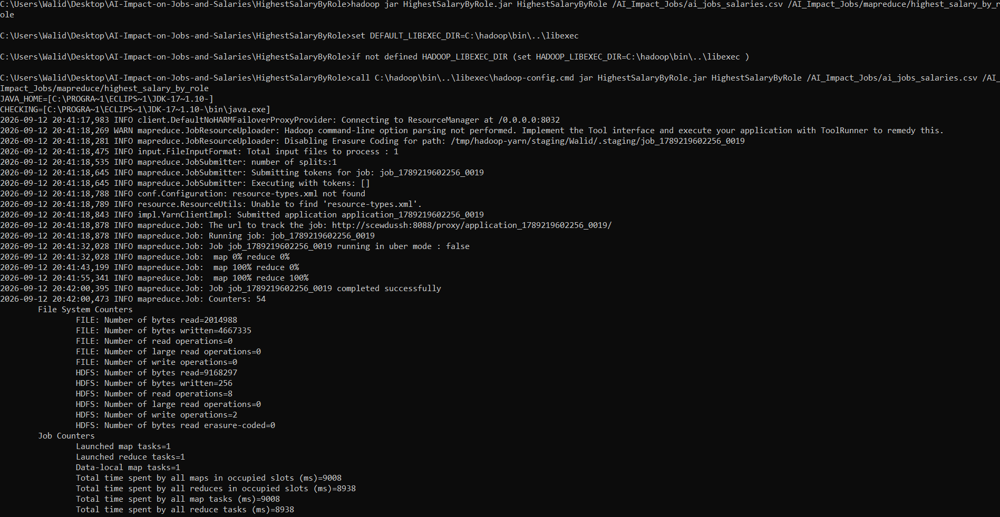 C:\Users\Walid\Desktop\AI-Impact-on-Jobs-and-Salaries\HighestSalaryByRole>hadoop jar HighestSalaryByRole.jar HighestSalaryByRole /AI_Impact_Jobs/ai_jobs_salaries.csv /AI_Impact_Jobs/mapreduce/highest_salary_by_r
ole
C:\Users\Walid\Desktop\AI-Impact-on-Jobs-and-Salaries\HighestSalaryByRole>set DEFAULT_LIBEXEC_DIR=C:\hadoop\bin\..\libexec
C:\Users\Walid\Desktop\AI-Impact-on-Jobs-and-Salaries\HighestSalaryByRole>if not defined HADOOP_LIBEXEC_DIR (set HADOOP_LIBEXEC_DIR=C:\hadoop\bin\..\libexec )
C:\Users\Walid\Desktop\AI-Impact-on-Jobs-and-Salaries\HighestSalaryByRole>call C:\hadoop\bin\..\libexec\hadoop-config.cmd jar HighestSalaryByRole.jar HighestSalaryByRole /AI_Impact_Jobs/ai_jobs_salaries.csv /AI_
Impact_Jobs/mapreduce/highest_salary_by_role
JAVA_HOME=[C:\PROGRA~1\ECLIPS~1\JDK-17~1.10-]
CHECKING=[C:\PROGRA~1\ECLIPS~1\JDK-17~1.10-\bin\java.exe]
2026-09-12 20:41:17,983 INFO client.DefaultNoHARMFailoverProxyProvider: Connecting to ResourceManager at /0.0.0.0:8032
2026-09-12 20:41:18,269 WARN mapreduce.JobResourceUploader: Hadoop command-line option parsing not performed. Implement the Tool interface and execute your application with ToolRunner to remedy this.
2026-09-12 20:41:18,281 INFO mapreduce.JobResourceUploader: Disabling Erasure Coding for path: /tmp/hadoop-yarn/staging/Walid/.staging/job_1789219602256_0019
2026-09-12 20:41:18,475 INFO input.FileInputFormat: Total input files to process : 1
2026-09-12 20:41:18,535 INFO mapreduce.JobSubmitter: number of splits:1
2026-09-12 20:41:18,645 INFO mapreduce.JobSubmitter: Submitting tokens for job: job_1789219602256_0019
2026-09-12 20:41:18,645 INFO mapreduce.JobSubmitter: Executing with tokens: []
2026-09-12 20:41:18,788 INFO conf.Configuration: resource-types.xml not found
2026-09-12 20:41:18,789 INFO resource.ResourceUtils: Unable to find 'resource-types.xml'.
2026-09-12 20:41:18,843 INFO impl.YarnClientImpl: Submitted application application_1789219602256_0019
2026-09-12 20:41:18,878 INFO mapreduce.Job: The url to track the job: http://scewdussh:8088/proxy/application_1789219602256_0019/
2026-09-12 20:41:18,878 INFO mapreduce.Job: Running job: job_1789219602256_0019
2026-09-12 20:41:32,028 INFO mapreduce.Job: Job job_1789219602256_0019 running in uber mode : false
2026-09-12 20:41:32,028 INFO mapreduce.Job:  map 0% reduce 0%
2026-09-12 20:41:43,199 INFO mapreduce.Job:  map 100% reduce 0%
2026-09-12 20:41:55,341 INFO mapreduce.Job:  map 100% reduce 100%
2026-09-12 20:42:00,395 INFO mapreduce.Job: Job job_1789219602256_0019 completed successfully
2026-09-12 20:42:00,473 INFO mapreduce.Job: Counters: 54
File System Counters
FILE: Number of bytes read=2014988
FILE: Number of bytes written=4667335
FILE: Number of read operations=0
FILE: Number of large read operations=0
FILE: Number of write operations=0
HDFS: Number of bytes read=9168297
HDFS: Number of bytes written=256
HDFS: Number of read operations=8
HDFS: Number of large read operations=0
HDFS: Number of write operations=2
HDFS: Number of bytes read erasure-coded=0
Job Counters
Launched map tasks=1
Launched reduce tasks=1
Data-local map tasks=1
Total time spent by all maps in occupied slots (ms)=9008
Total time spent by all reduces in occupied slots (ms)=8938
Total time spent by all map tasks (ms)=9008
Total time spent by all reduce tasks (ms)=8938